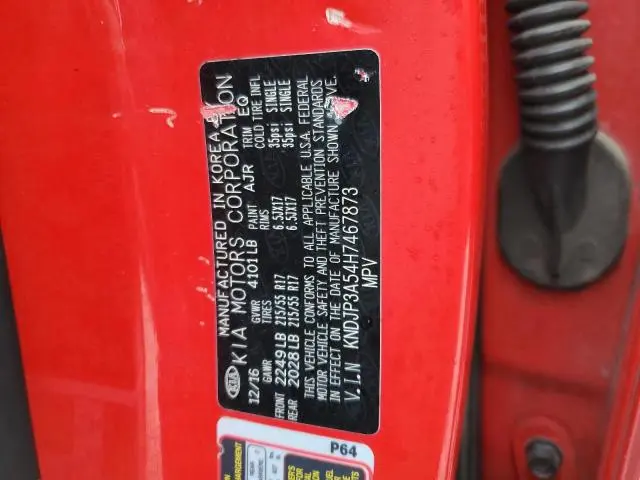 KIA
MANUFACTURED IN KOREA
KIA MOTORS CORPORATION
12/16 GVWR 4101LB PAINT AJR TRIM EQ
GAWR TIRES RIMS COLD TIRE INFL
FRONT 2249LB 215/55 R17 6.5JX17 35psi SINGLE
REAR 2028LB 215/55 R17 6.5JX17 35psi SINGLE
THIS VEHICLE CONFORMS TO ALL APPLICABLE U.S.A. FEDERAL
MOTOR VEHICLE SAFETY AND THEFT PREVENTION STANDARDS
IN EFFECT ON THE DATE OF MANUFACTURE SHOWN
V.I.N KNDJP3A54H7467873
MPV
P64